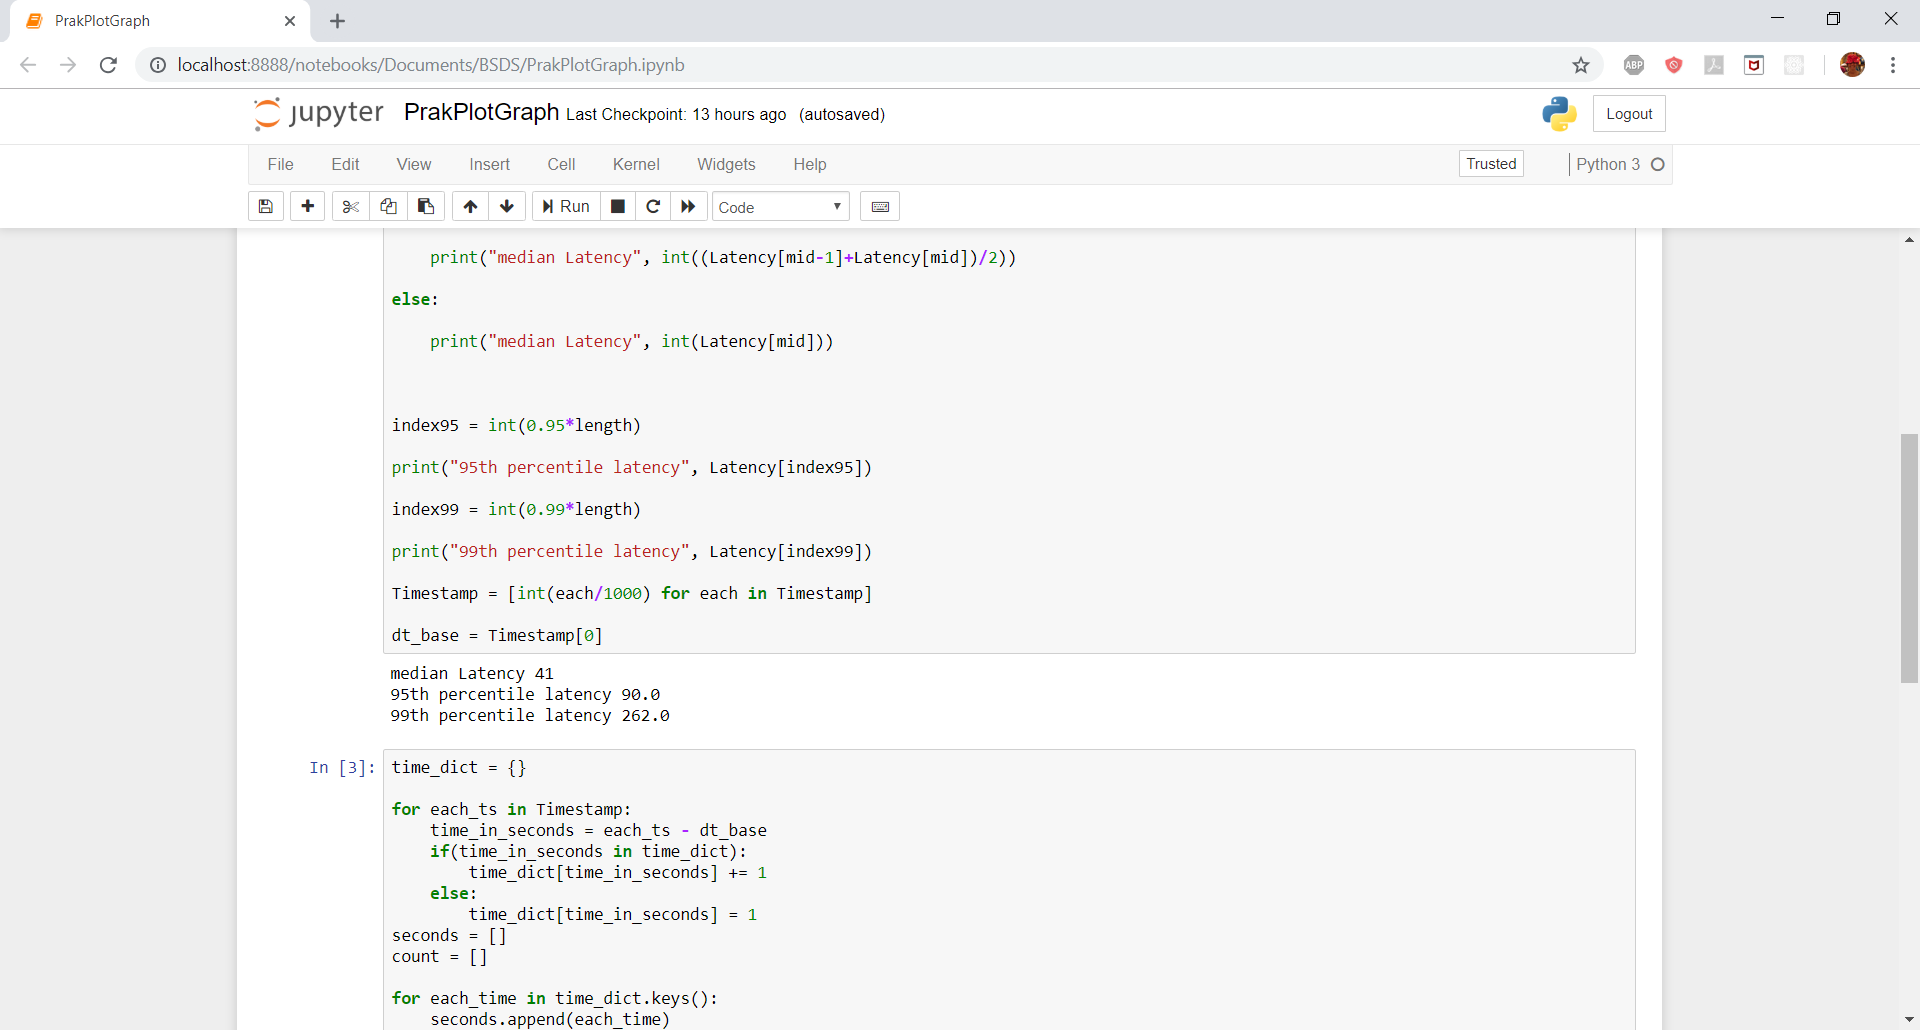 PrakPlotGraph
localhost:8888/notebooks/Documents/BSDS/PrakPlotGraph.ipynb
ABP
jupyter PrakPlotGraph Last Checkpoint: 13 hours ago (autosaved)
Logout
File Edit View Insert Cell Kernel Widgets Help
Trusted Python 3
Run Code
print("median Latency", int((Latency[mid-1]+Latency[mid])/2))
else:
print("median Latency", int(Latency[mid]))
index95 = int(0.95*length)
print("95th percentile latency", Latency[index95])
index99 = int(0.99*length)
print("99th percentile latency", Latency[index99])
Timestamp = [int(each/1000) for each in Timestamp]
dt_base = Timestamp[0]
median Latency 41
95th percentile latency 90.0
99th percentile latency 262.0
In [3]: time_dict = {}
for each_ts in Timestamp:
time_in_seconds = each_ts - dt_base
if(time_in_seconds in time_dict):
time_dict[time_in_seconds] += 1
else:
time_dict[time_in_seconds] = 1
seconds = []
count = []
for each_time in time_dict.keys():
seconds.append(each_time)